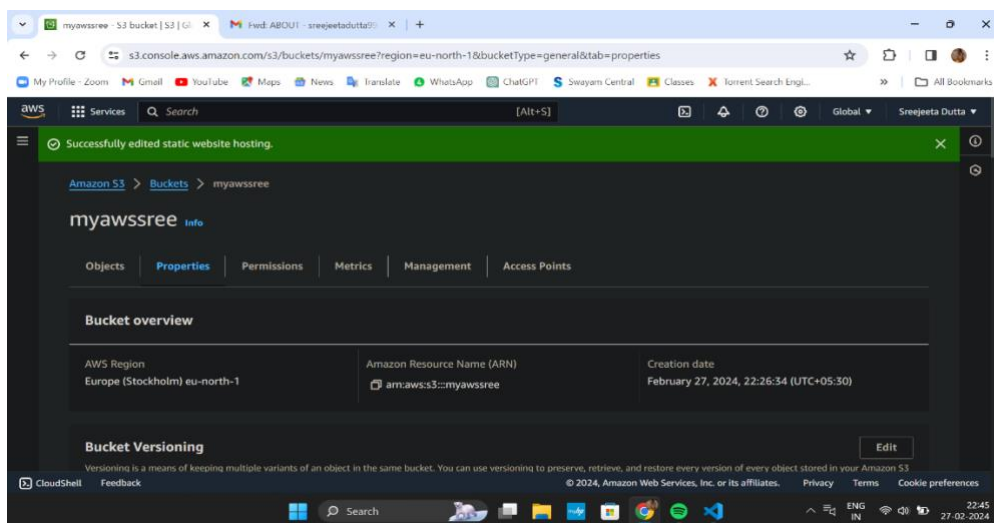 myawssree - S3 bucket | S3 | Gl
Fwd: ABOUT - sreejeetadutta95
s3.console.aws.amazon.com/s3/buckets/myawssree?region=eu-north-1&bucketType=general&tab=properties
My Profile - Zoom Gmail YouTube Maps News Translate WhatsApp ChatGPT Swayam Central Classes Torrent Search Engi... » All Bookmarks
aws Services Search [Alt+S] Global Sreejeeta Dutta
Successfully edited static website hosting.
Amazon S3 > Buckets > myawssree
myawssree Info
Objects Properties Permissions Metrics Management Access Points
Bucket overview
AWS Region Amazon Resource Name (ARN) Creation date
Europe (Stockholm) eu-north-1 arn:aws:s3:::myawssree February 27, 2024, 22:26:34 (UTC+05:30)
Bucket Versioning Edit
Versioning is a means of keeping multiple variants of an object in the same bucket. You can use versioning to preserve, retrieve, and restore every version of every object stored in your Amazon S3
CloudShell Feedback © 2024, Amazon Web Services, Inc. or its affiliates. Privacy Terms Cookie preferences
Search ENG 22:45
IN 27-02-2024